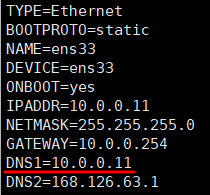 TYPE=Ethernet
BOOTPROTO=static
NAME=ens33
DEVICE=ens33
ONBOOT=yes
IPADDR=10.0.0.11
NETMASK=255.255.255.0
GATEWAY=10.0.0.254
DNS1=10.0.0.11
DNS2=168.126.63.1